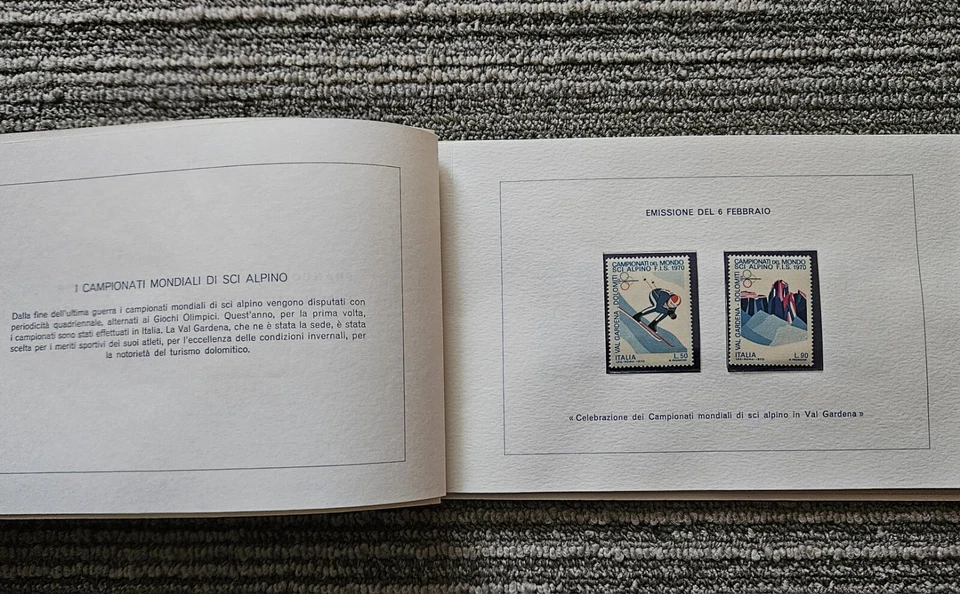 I CAMPIONATI MONDIALI DI SCI ALPINO
Dalla fine dell'ultima guerra i campionati mondiali di sci alpino vengono disputati con
periodicità quadriennale, alternati ai Giochi Olimpici. Quest'anno, per la prima volta,
i campionati sono stati effettuati in Italia. La Val Gardena, che ne è stata la sede, è stata
scelta per i meriti sportivi dei suoi atleti, per l'eccellenza delle condizioni invernali, per
la notorietà del turismo dolomitico.
EMISSIONE DEL 6 FEBBRAIO
CAMPIONATI DEL MONDO
SCI ALPINO F.I.S. 1970
VAL GARDENA - DOLOMITI
ITALIA L.50
CAMPIONATI DEL MONDO
SCI ALPINO F.I.S. 1970
VAL GARDENA - DOLOMITI
ITALIA L.90
« Celebrazione dei Campionati mondiali di sci alpino in Val Gardena »